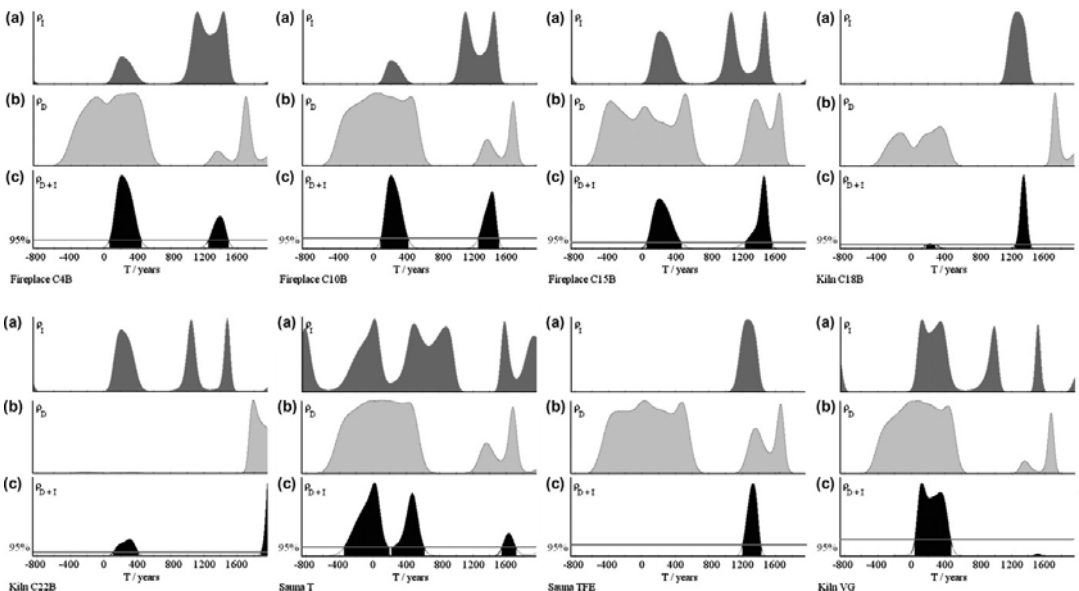 (a) ρI (a) ρI (a) ρI (a) ρI
(b) ρD (b) ρD (b) ρD (b) ρD
(c) ρD+I (c) ρD+I (c) ρD+I (c) ρD+I
95% 95% 95% 95%
-800 -400 0 400 800 1200 1600 -800 -400 0 400 800 1200 1600 -800 -400 0 400 800 1200 1600 -800 -400 0 400 800 1200 1600
T / years T / years T / years T / years
Fireplace C4B Fireplace C10B Fireplace C15B Kiln C18B
(a) ρI (a) ρI (a) ρI (a) ρI
(b) ρD (b) ρD (b) ρD (b) ρD
(c) ρD+I (c) ρD+I (c) ρD+I (c) ρD+I
95% 95% 95% 95%
-800 -400 0 400 800 1200 1600 -800 -400 0 400 800 1200 1600 -800 -400 0 400 800 1200 1600 -800 -400 0 400 800 1200 1600
T / years T / years T / years T / years
Kiln C22B Sauna T Sauna TFE Kiln VG